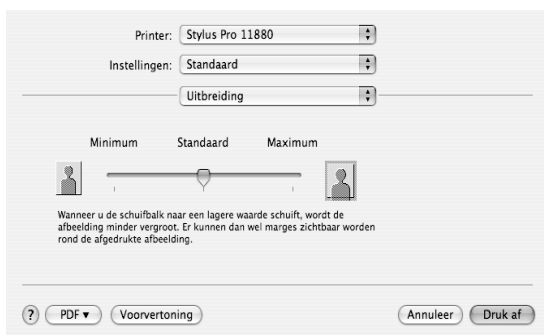 Printer: Stylus Pro 11880
Instellingen: Standaard
Uitbreiding
Minimum Standaard Maximum
Wanneer u de schuifbalk naar een lagere waarde schuift, wordt de
afbeelding minder vergroot. Er kunnen dan wel marges zichtbaar worden
rond de afgedrukte afbeelding.
? PDF ▼ Voorvertoning Annuleer Druk af